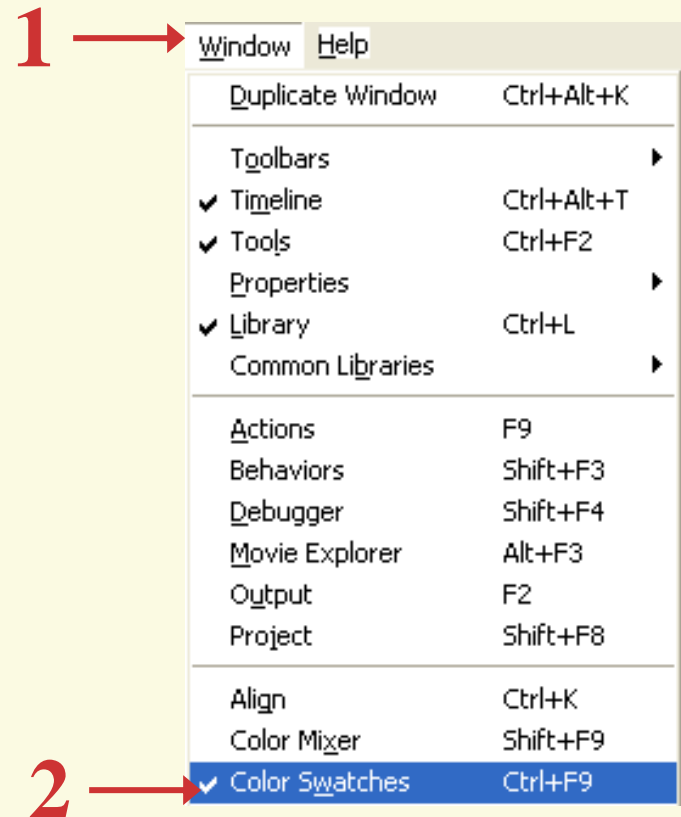 1
Window Help
Duplicate Window Ctrl+Alt+K
Toolbars
Timeline Ctrl+Alt+T
Tools Ctrl+F2
Properties
Library Ctrl+L
Common Libraries
Actions F9
Behaviors Shift+F3
Debugger Shift+F4
Movie Explorer Alt+F3
Output F2
Project Shift+F8
Align Ctrl+K
Color Mixer Shift+F9
2 Color Swatches Ctrl+F9